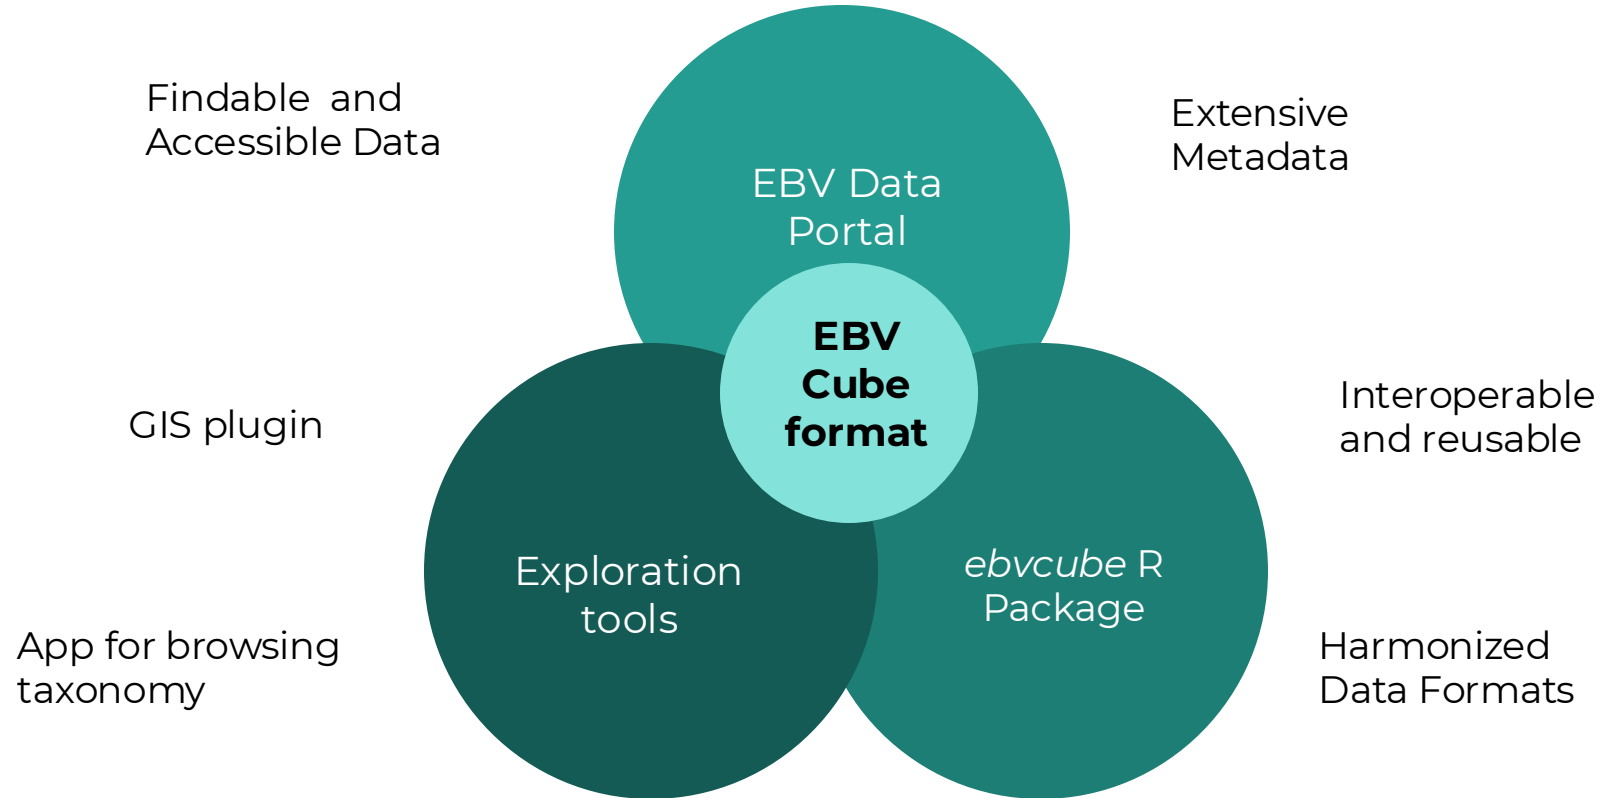 Findable and
Accessible Data
Extensive
Metadata
EBV Data
Portal
EBV
Cube
format
GIS plugin
Interoperable
and reusable
Exploration
tools
ebvcube R
Package
App for browsing
taxonomy
Harmonized
Data Formats